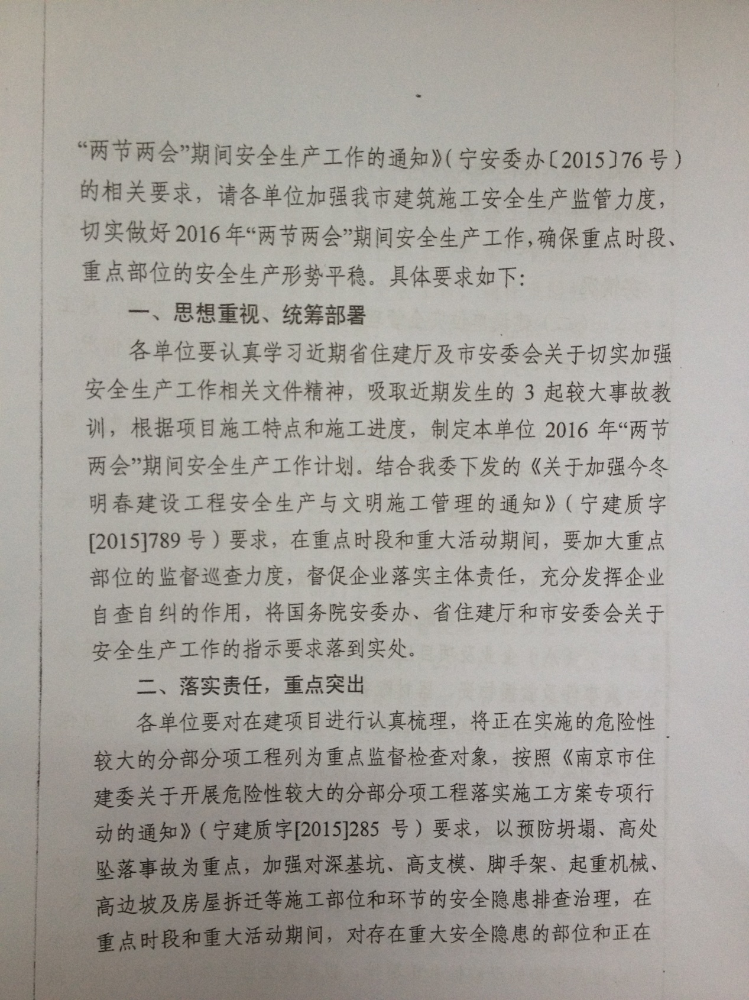 “两节两会”期间安全生产工作的通知》（宁安委办〔2015〕76号）
的相关要求，请各单位加强我市建筑施工安全生产监管力度，
切实做好2016年“两节两会”期间安全生产工作，确保重点时段、
重点部位的安全生产形势平稳。具体要求如下：
一、思想重视、统筹部署
各单位要认真学习近期省住建厅及市安委会关于切实加强
安全生产工作相关文件精神，吸取近期发生的 3 起较大事故教
训，根据项目施工特点和施工进度，制定本单位 2016 年“两节
两会”期间安全生产工作计划。结合我委下发的《关于加强今冬
明春建设工程安全生产与文明施工管理的通知》（宁建质字
[2015]789号）要求，在重点时段和重大活动期间，要加大重点
部位的监督巡查力度，督促企业落实主体责任，充分发挥企业
自查自纠的作用，将国务院安委办、省住建厅和市安委会关于
安全生产工作的指示要求落到实处。
二、落实责任，重点突出
各单位要对在建项目进行认真梳理，将正在实施的危险性
较大的分部分项工程列为重点监督检查对象，按照《南京市住
建委关于开展危险性较大的分部分项工程落实施工方案专项行
动的通知》（宁建质字[2015]285 号）要求，以预防坍塌、高处
坠落事故为重点，加强对深基坑、高支模、脚手架、起重机械、
高边坡及房屋拆迁等施工部位和环节的安全隐患排查治理，在
重点时段和重大活动期间，对存在重大安全隐患的部位和正在